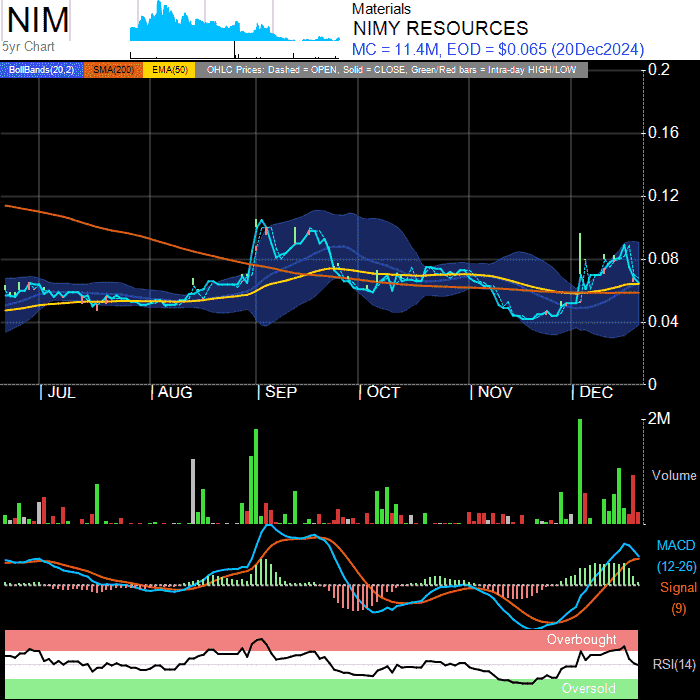 NIM
5yr Chart
Materials
NIMY RESOURCES
MC = 11.4M, EOD = $0.065 (20Dec2024)
BollBands(20,2) SMA(200) EMA(50) OHLC Prices: Dashed = OPEN, Solid = CLOSE, Green/Red bars = Intra-day HIGH/LOW
0.2
0.16
0.12
0.08
0.04
0
JUL AUG SEP OCT NOV DEC
2M
Volume
MACD
(12-26)
Signal
(9)
Overbought
RSI(14)
Oversold